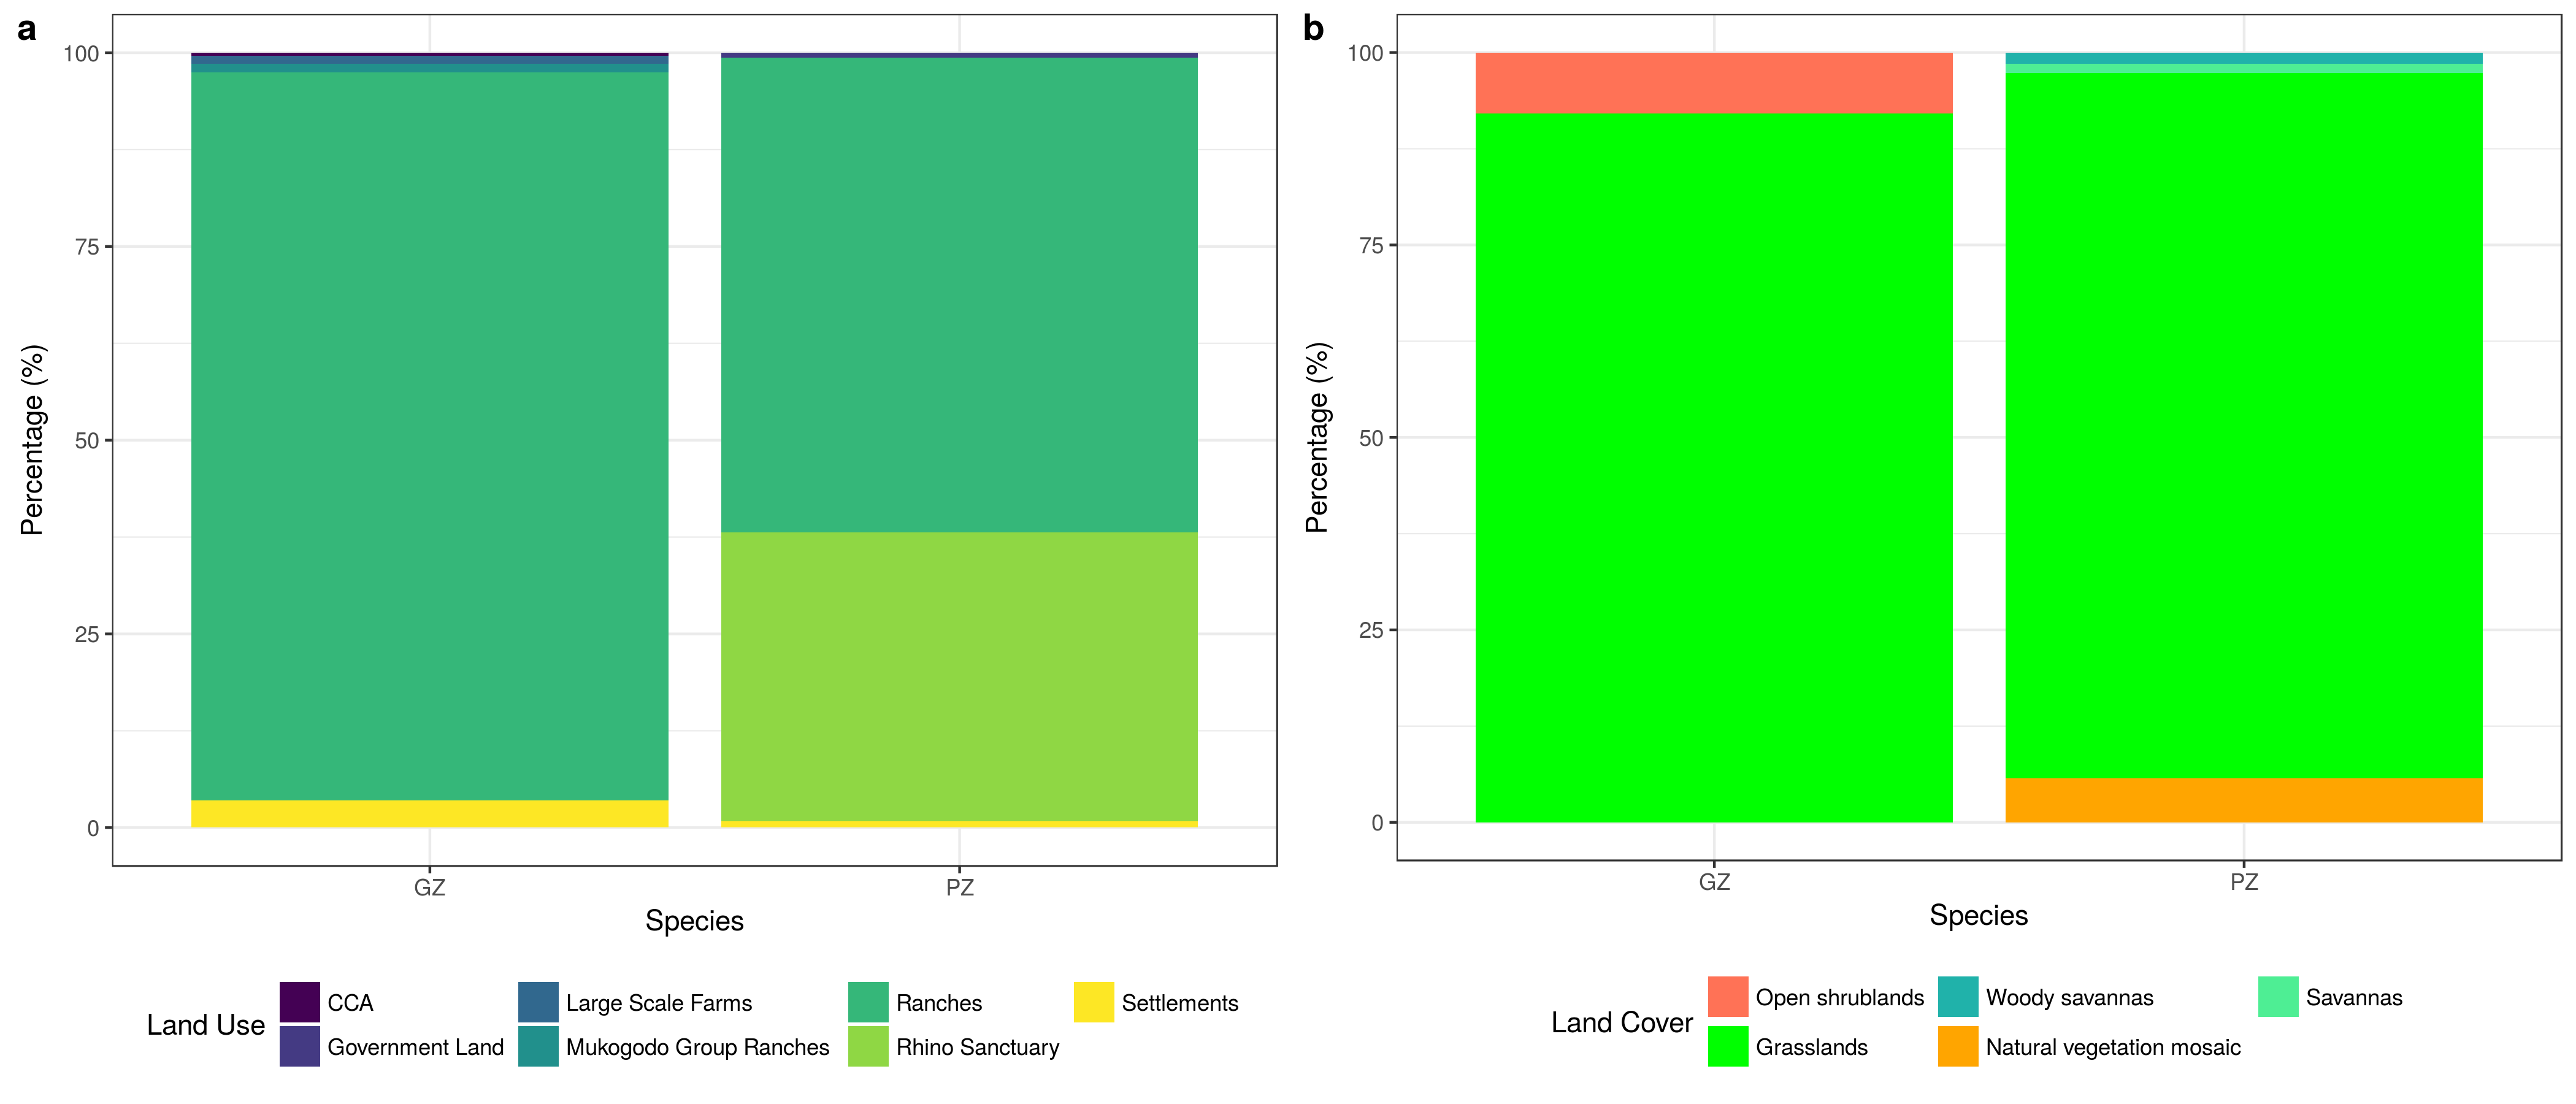 a
100
75
50
25
0
Percentage (%)
GZ PZ
Species
Land Use
CCA Large Scale Farms Ranches Settlements
Government Land Mukogodo Group Ranches Rhino Sanctuary
b
100
75
50
25
0
Percentage (%)
GZ PZ
Species
Land Cover
Open shrublands Woody savannas Savannas
Grasslands Natural vegetation mosaic